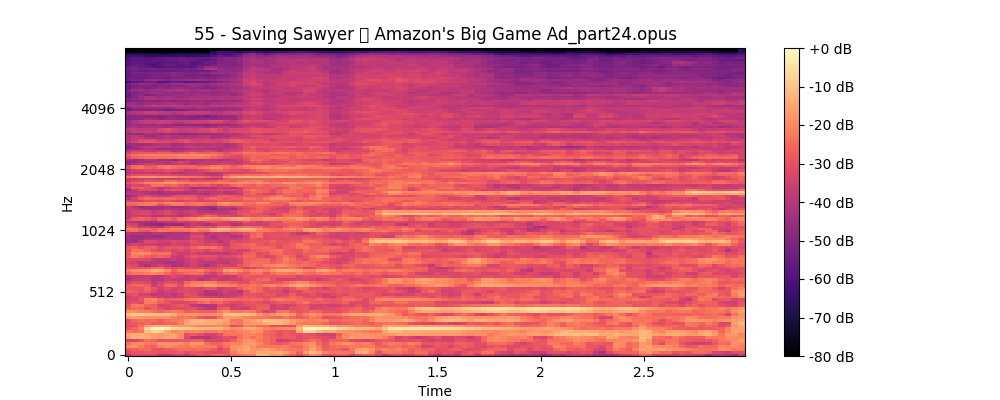 55 - Saving Sawyer ▯ Amazon's Big Game Ad_part24.opus
+0 dB
-10 dB
-20 dB
-30 dB
-40 dB
-50 dB
-60 dB
-70 dB
-80 dB
4096
2048
1024
512
0
Hz
0
0.5
1
1.5
2
2.5
Time